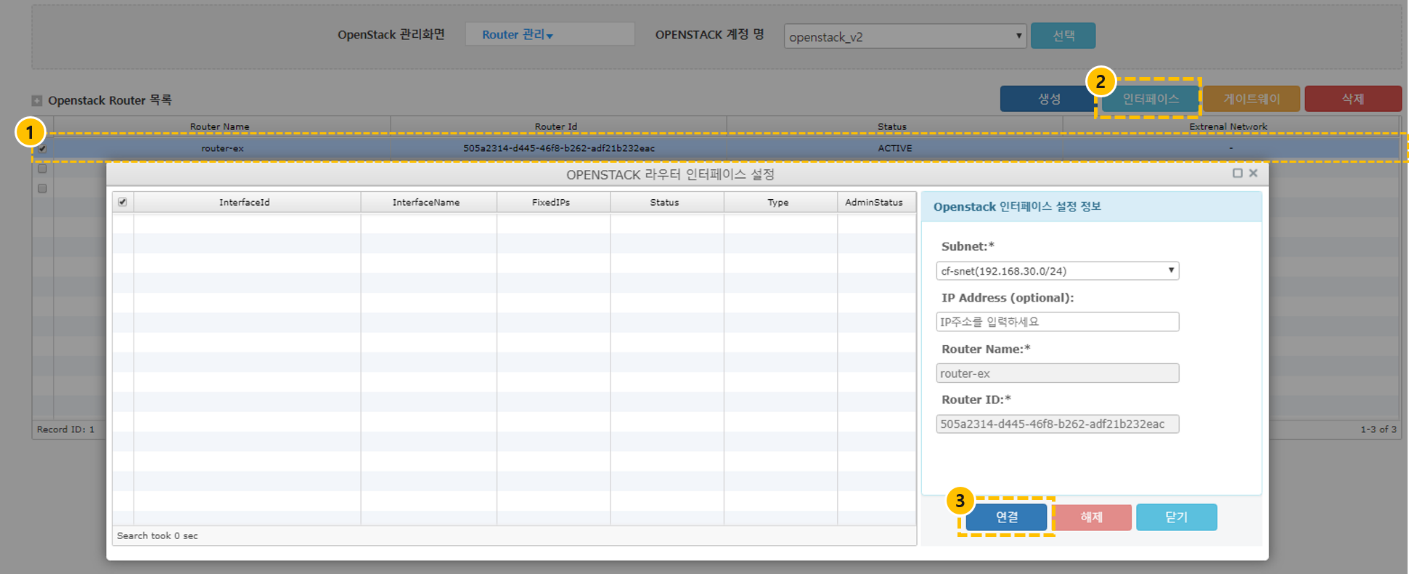 OpenStack 관리화면 Router 관리▾ OPENSTACK 계정 명 openstack_v2 선택
Openstack Router 목록 생성 2 인터페이스 게이트웨이 삭제
1 Router Name Router Id Status Extrenal Network
router-ex 505a2314-d445-46f8-b262-adf21b232eac ACTIVE -
OPENSTACK 라우터 인터페이스 설정
InterfaceId InterfaceName FixedIPs Status Type AdminStatus
Openstack 인터페이스 설정 정보
Subnet:*
cf-snet(192.168.30.0/24)
IP Address (optional):
IP주소를 입력하세요
Router Name:*
router-ex
Router ID:*
505a2314-d445-46f8-b262-adf21b232eac
Record ID: 1 1-3 of 3
3 연결 해제 닫기
Search took 0 sec